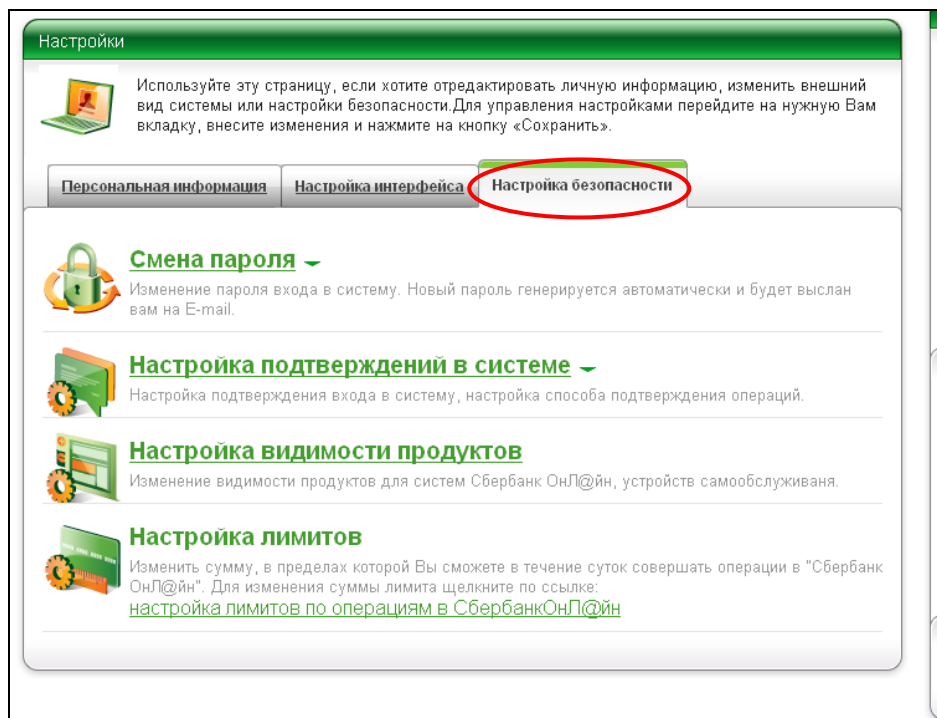 Настройки
Используйте эту страницу, если хотите отредактировать личную информацию, изменить внешний
вид системы или настройки безопасности.Для управления настройками перейдите на нужную Вам
вкладку, внесите изменения и нажмите на кнопку «Сохранить».
Персональная информация Настройка интерфейса Настройка безопасности
Смена пароля
Изменение пароля входа в систему. Новый пароль генерируется автоматически и будет выслан
вам на E-mail.
Настройка подтверждений в системе
Настройка подтверждения входа в систему, настройка способа подтверждения операций.
Настройка видимости продуктов
Изменение видимости продуктов для систем Сбербанк ОнЛ@йн, устройств самообслуживаня.
Настройка лимитов
Изменить сумму, в пределах которой Вы сможете в течение суток совершать операции в "Сбербанк
ОнЛ@йн". Для изменения суммы лимита щелкните по ссылке:
настройка лимитов по операциям в СбербанкОнЛ@йн